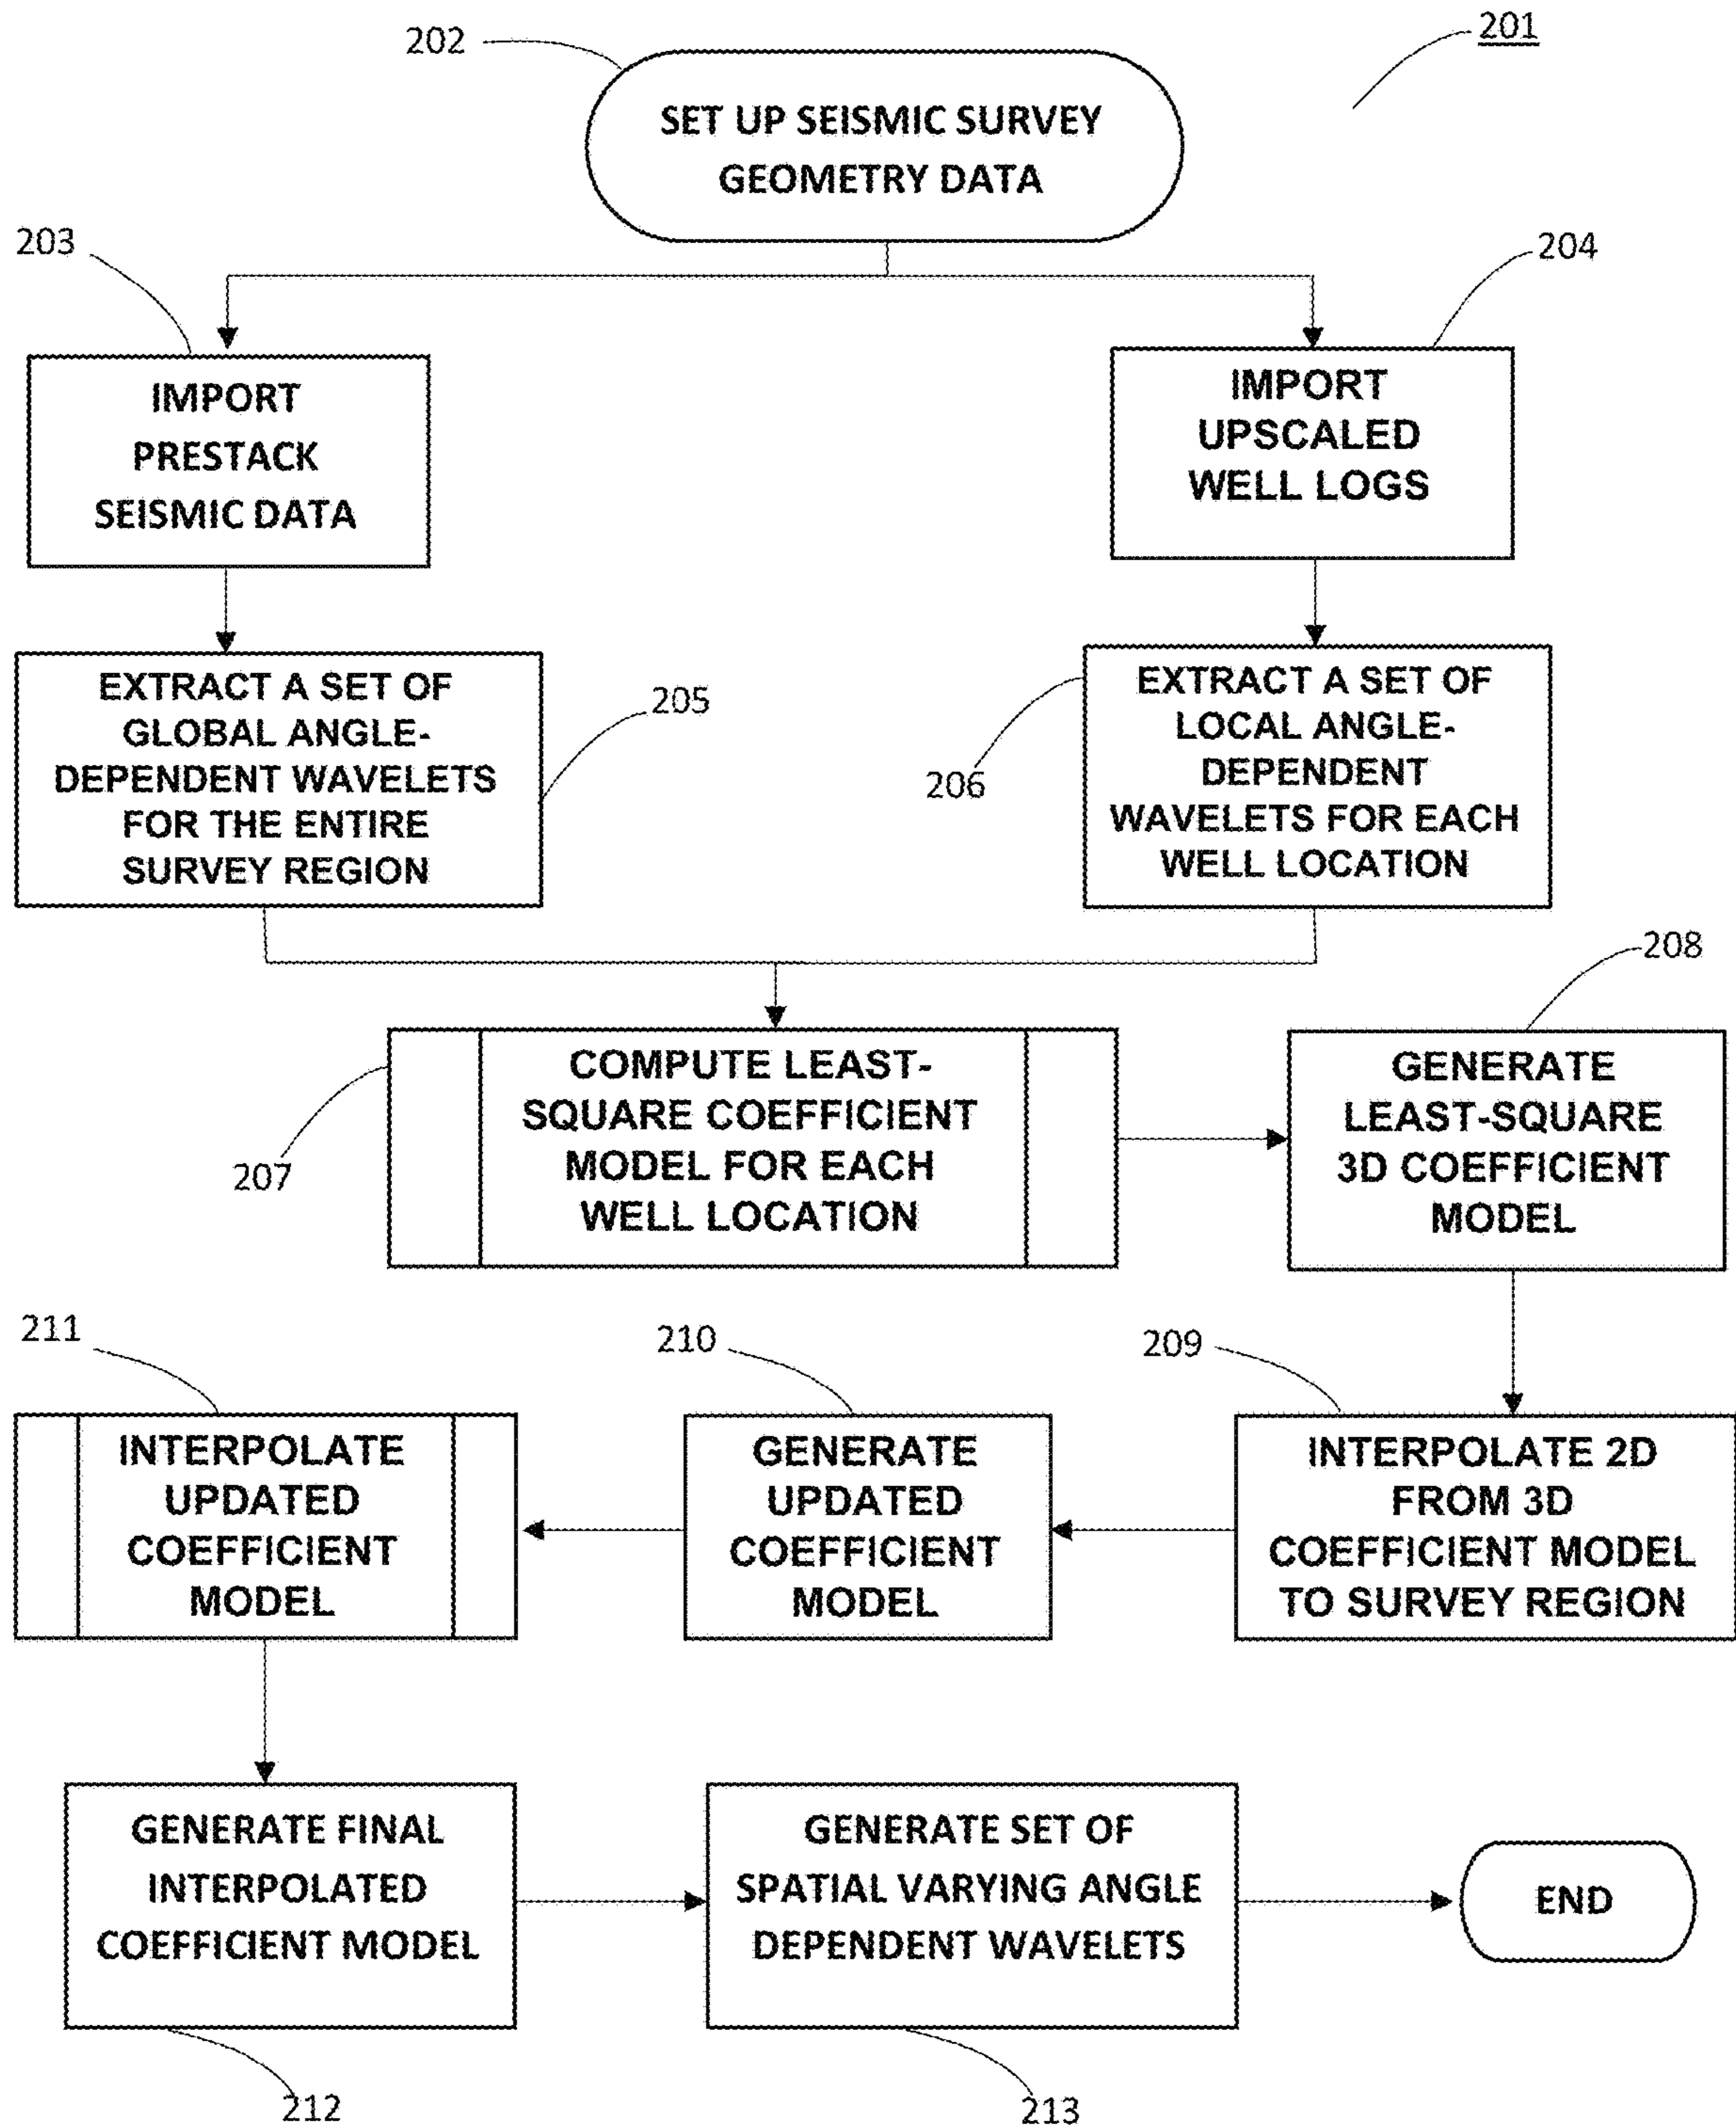 201
202
SET UP SEISMIC SURVEY
GEOMETRY DATA
203
204
IMPORT
PRESTACK
SEISMIC DATA
IMPORT
UPSCALED
WELL LOGS
EXTRACT A SET OF
GLOBAL ANGLE-
DEPENDENT WAVELETS
FOR THE ENTIRE
SURVEY REGION
205
206
EXTRACT A SET OF
LOCAL ANGLE-
DEPENDENT
WAVELETS FOR EACH
WELL LOCATION
207
COMPUTE LEAST-
SQUARE COEFFICIENT
MODEL FOR EACH
WELL LOCATION
208
GENERATE
LEAST-SQUARE
3D COEFFICIENT
MODEL
211
INTERPOLATE
UPDATED
COEFFICIENT
MODEL
210
GENERATE
UPDATED
COEFFICIENT
MODEL
209
INTERPOLATE 2D
FROM 3D
COEFFICIENT MODEL
TO SURVEY REGION
GENERATE FINAL
INTERPOLATED
COEFFICIENT MODEL
212
GENERATE SET OF
SPATIAL VARYING ANGLE
DEPENDENT WAVELETS
213
END